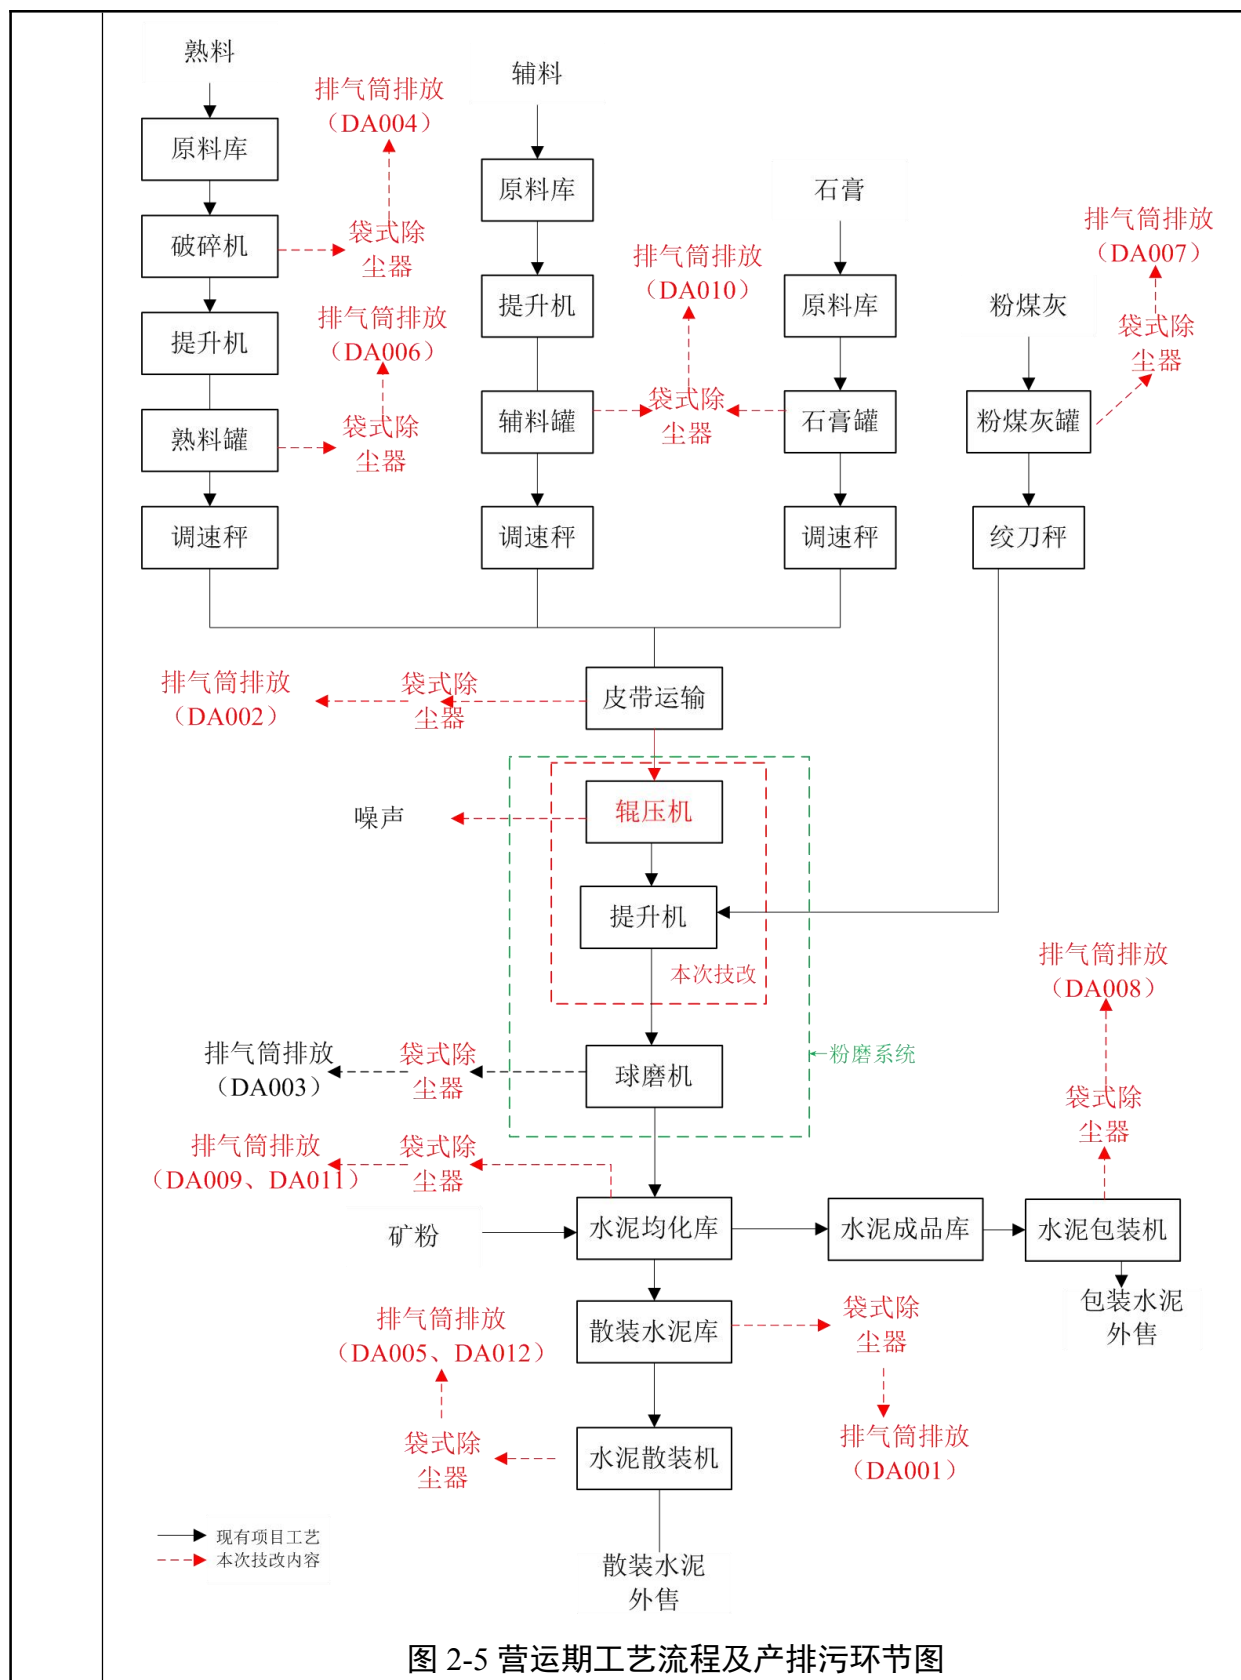 熟料
辅料
排气筒排放
（DA004）
原料库
原料库
石膏
破碎机
袋式除
尘器
排气筒排放
（DA007）
排气筒排放
（DA010）
提升机
提升机
原料库
粉煤灰
排气筒排放
（DA006）
袋式除
尘器
熟料罐
袋式除
尘器
辅料罐
袋式除
尘器
石膏罐
粉煤灰罐
调速秤
调速秤
调速秤
绞刀秤
排气筒排放
（DA002）
袋式除
尘器
皮带运输
噪声
辊压机
提升机
本次技改
排气筒排放
（DA008）
粉磨系统
排气筒排放
（DA003）
袋式除
尘器
球磨机
袋式除
尘器
排气筒排放
（DA009、DA011）
袋式除
尘器
矿粉
水泥均化库
水泥成品库
水泥包装机
包装水泥
外售
排气筒排放
（DA005、DA012）
散装水泥库
袋式除
尘器
袋式除
尘器
水泥散装机
排气筒排放
（DA001）
现有项目工艺
本次技改内容
散装水泥
外售
图 2-5 营运期工艺流程及产排污环节图